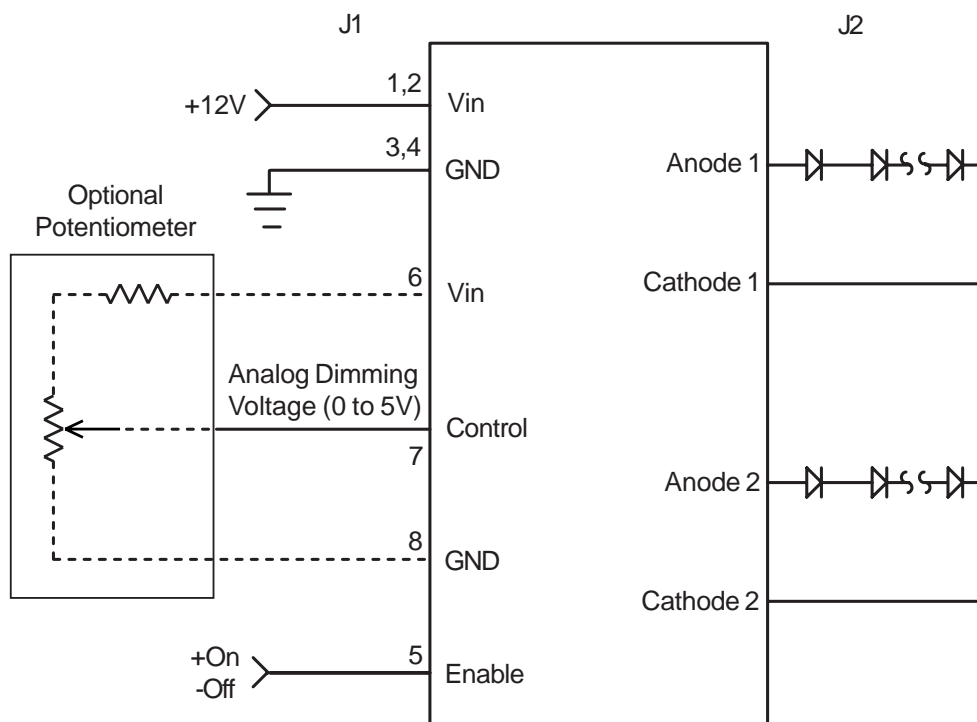 J1
J2
1,2
+12V
Vin
3,4
GND
Anode 1
Optional
Potentiometer
6
Vin
Cathode 1
Analog Dimming
Voltage (0 to 5V)
Control
7
Anode 2
8
GND
Cathode 2
+On
-Off
5
Enable